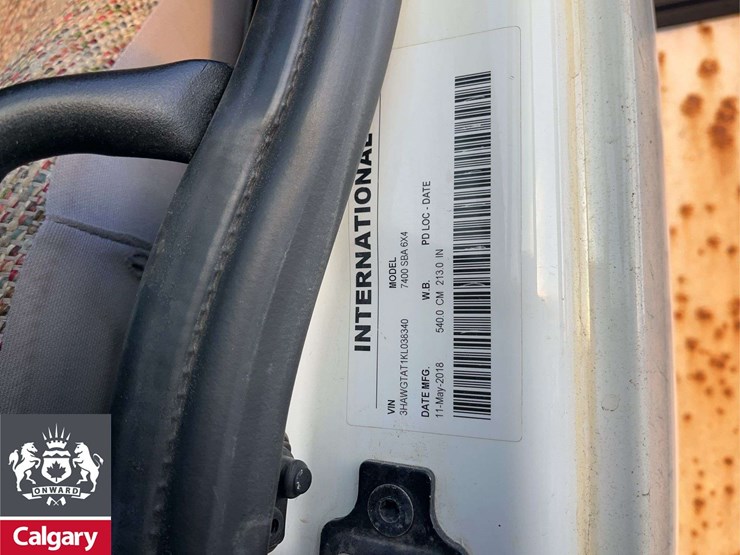 INTERNATIONAL
MODEL
7400 SBA 6X4
VIN
3HAWGTAT1KL038340
PD LOC - DATE
W.B.
540.0 CM 213.0 IN
DATE MFG.
11-May-2018
ONWARD
Calgary